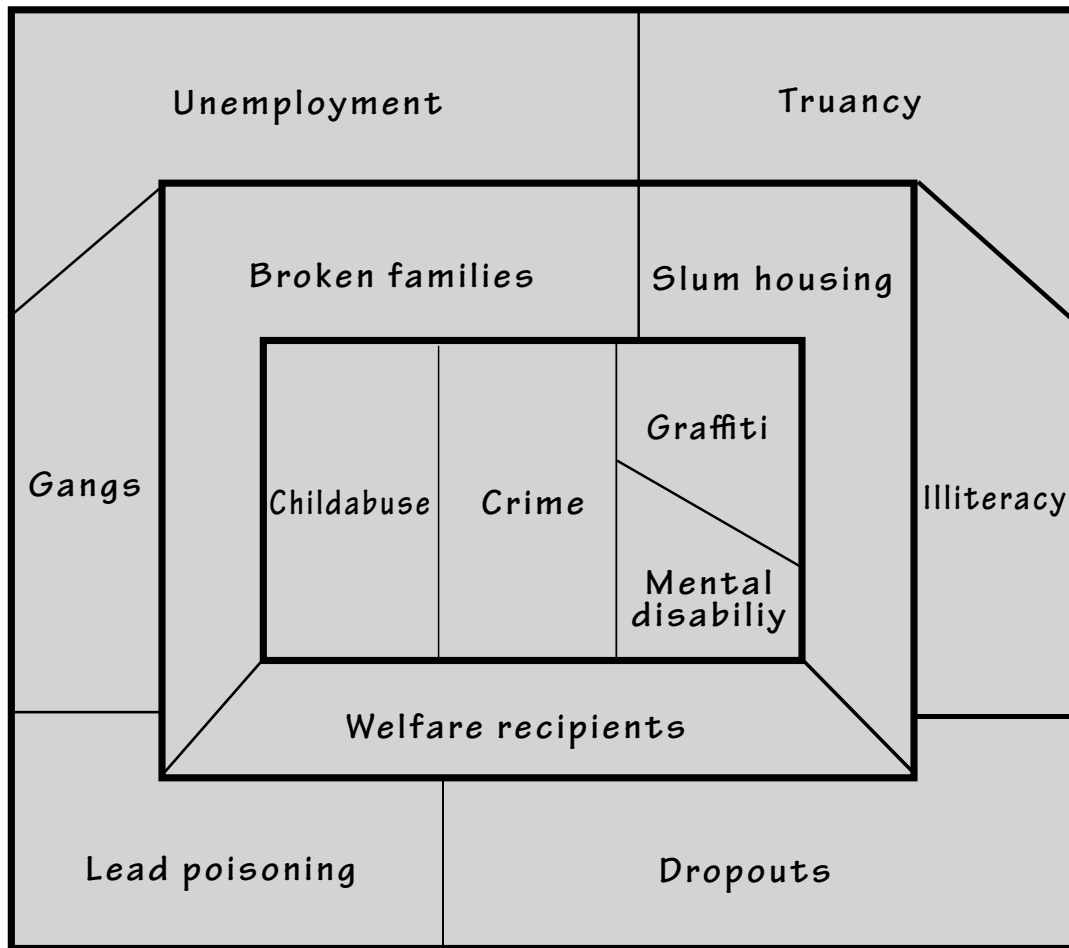 Unemployment
Truancy
Broken families
Slum housing
Graffiti
Gangs
Childabuse
Crime
Illiteracy
Mental
disabiliy
Welfare recipients
Lead poisoning
Dropouts